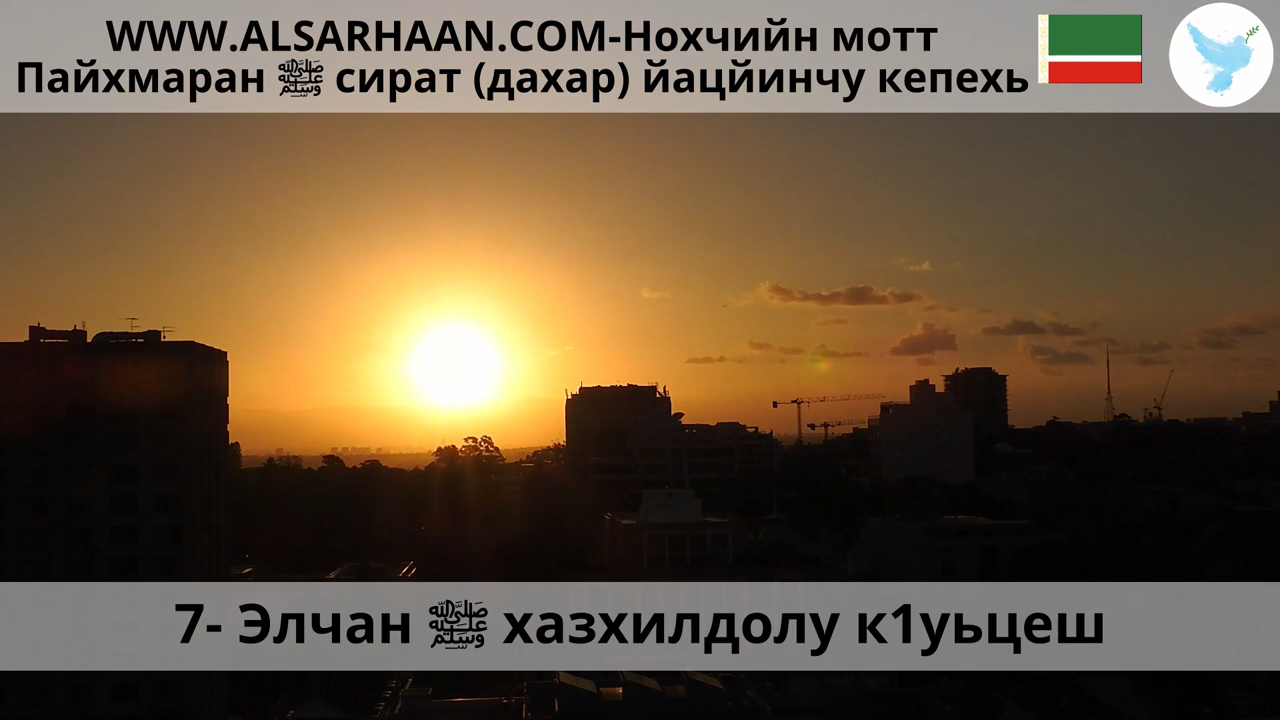 WWW.ALSARHAAN.COM-Нохчийн мотт
Пайхмаран ﷺ сират (дахар) йацйинчу кепехь
7- Элчан ﷺ хазхилдолу к1уьцеш